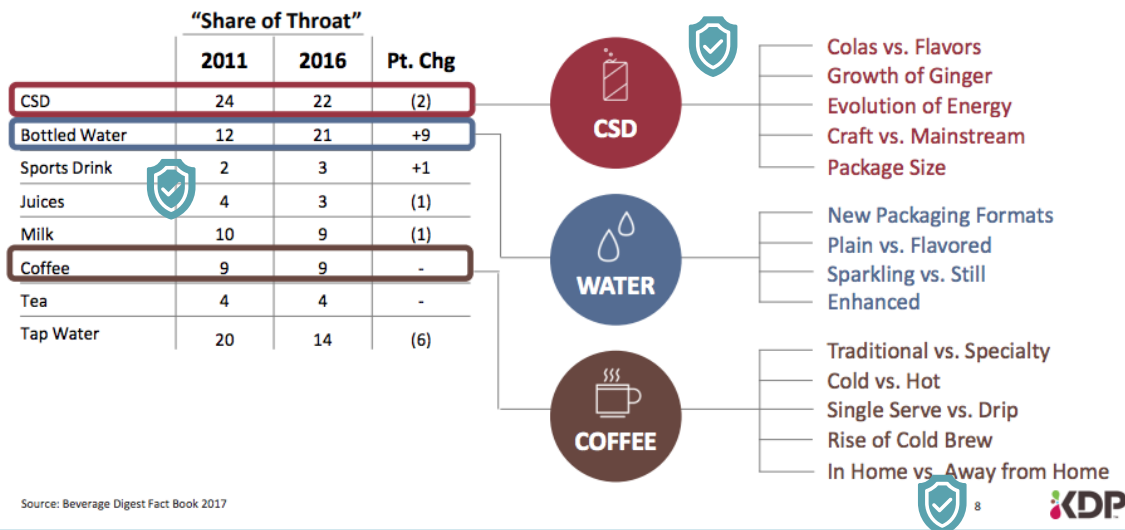 “Share of Throat”
2011 2016 Pt. Chg
CSD 24 22 (2)
Bottled Water 12 21 +9
Sports Drink 2 3 +1
Juices 4 3 (1)
Milk 10 9 (1)
Coffee 9 9 -
Tea 4 4 -
Tap Water 20 14 (6)
CSD
Colas vs. Flavors
Growth of Ginger
Evolution of Energy
Craft vs. Mainstream
Package Size
WATER
New Packaging Formats
Plain vs. Flavored
Sparkling vs. Still
Enhanced
COFFEE
Traditional vs. Specialty
Cold vs. Hot
Single Serve vs. Drip
Rise of Cold Brew
In Home vs. Away from Home
Source: Beverage Digest Fact Book 2017
8
KDP